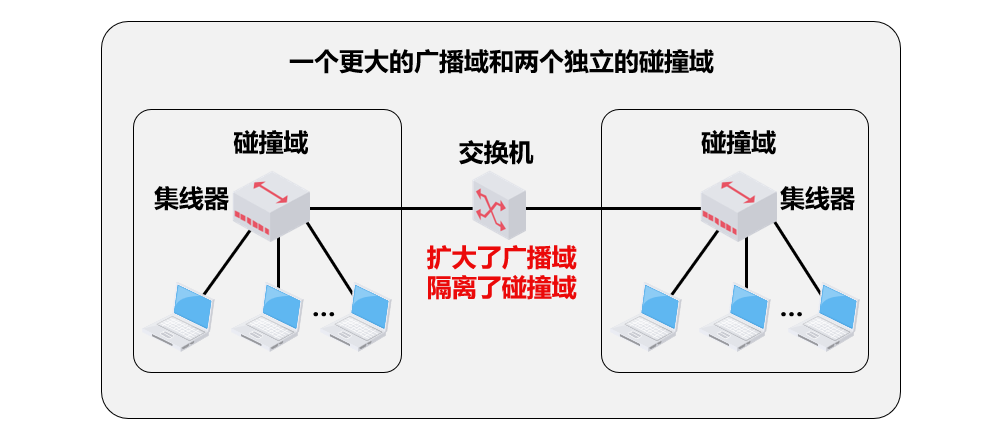 一个更大的广播域和两个独立的碰撞域
碰撞域
集线器
交换机
扩大了广播域
隔离了碰撞域
碰撞域
集线器
...
...